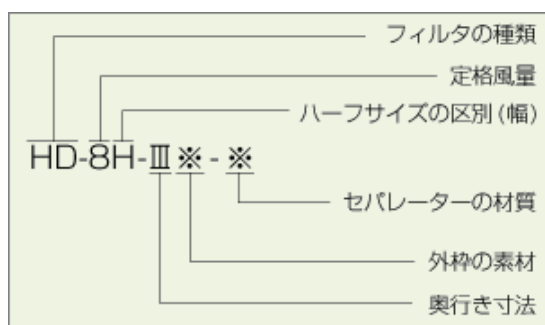 フィルタの種類
定格風量
ハーフサイズの区別(幅)
HD-8H-Ⅲ※-※
セパレーターの材質
外枠の素材
奥行き寸法